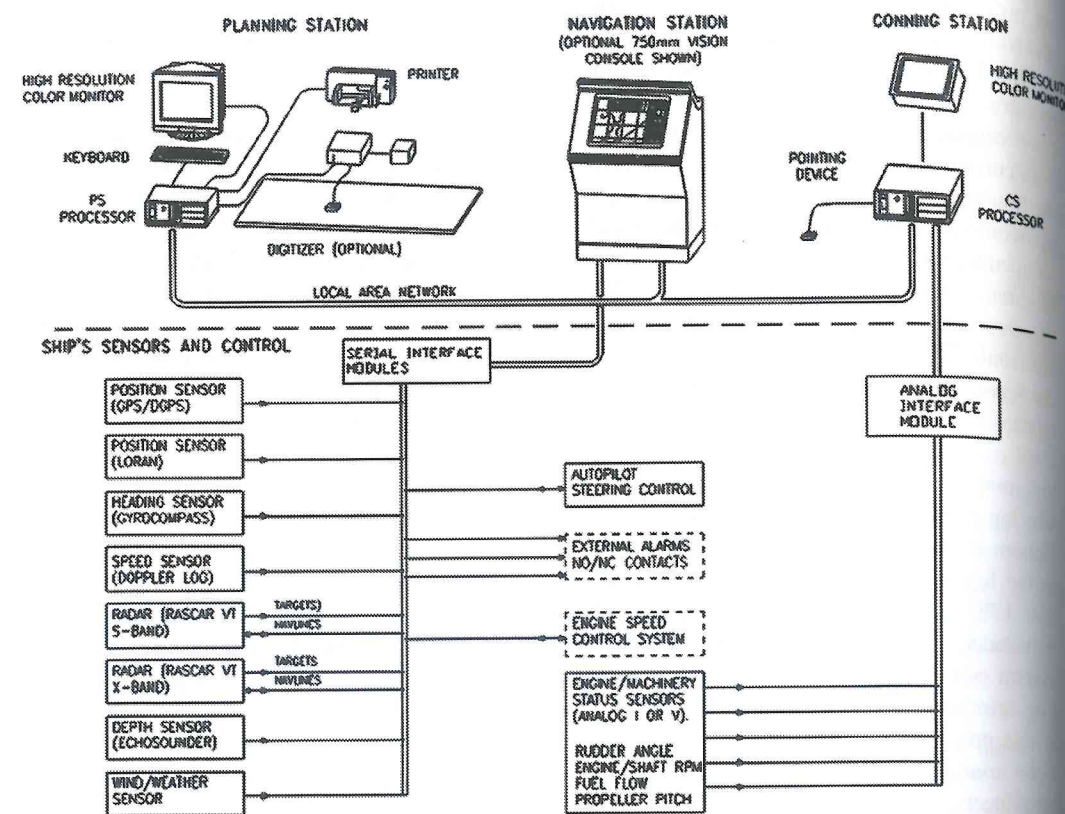 PLANNING STATION
NAVIGATION STATION
(OPTIONAL 750mm VISION
CONSOLE SHOWN)
CONNING STATION
HIGH RESOLUTION
COLOR MONITOR
PRINTER
HIGH
COLOR
KEYBOARD
POINTING
DEVICE
PS
PROCESSOR
CS
PROCESSOR
DIGITIZER (OPTIONAL)
LOCAL AREA NETWORK
SHIP'S SENSORS AND CONTROL
SERIAL INTERFACE
MODULES
ANALOG
INTERFACE
MODULE
POSITION SENSOR
(GPS/DGPS)
POSITION SENSOR
(LORAN)
HEADING SENSOR
(GYROCOMPASS)
SPEED SENSOR
(DOPPLER LOG)
RADAR (RASCAR VT
S-BAND)
TARGETS)
NAVLINES
RADAR (RASCAR VT
X-BAND)
TARGETS
NAVLINES
DEPTH SENSOR
(ECHOSOUNDER)
WIND/WEATHER
SENSOR
AUTOPILOT
STEERING CONTROL
EXTERNAL ALARMS
NO/NC CONTACTS
ENGINE SPEED
CONTROL SYSTEM
ENGINE/MACHINERY
STATUS SENSORS
(ANALOG I OR V).
RUDDER ANGLE
ENGINE/SHAFT RPM
FUEL FLOW
PROPELLER PITCH